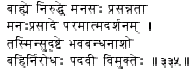 बाह्ये निरुद्धे मनसः प्रसन्नता
मनःप्रसादे परमात्मदर्शनम् ।
तस्मिन्सुदृष्टे भवबन्धनाशो
बहिर्निरोधः पदवी विमुक्तेः ॥ ३३५॥